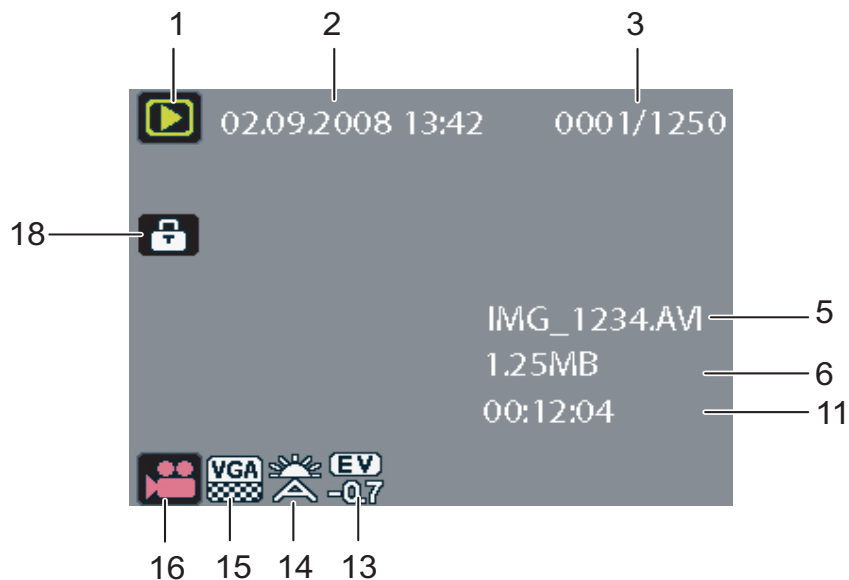 1 2 3
02.09.2008 13:42 0001/1250
18
IMG_1234.AVI 5
1.25MB 6
00:12:04 11
VGA EV
-0.7
16 15 14 13